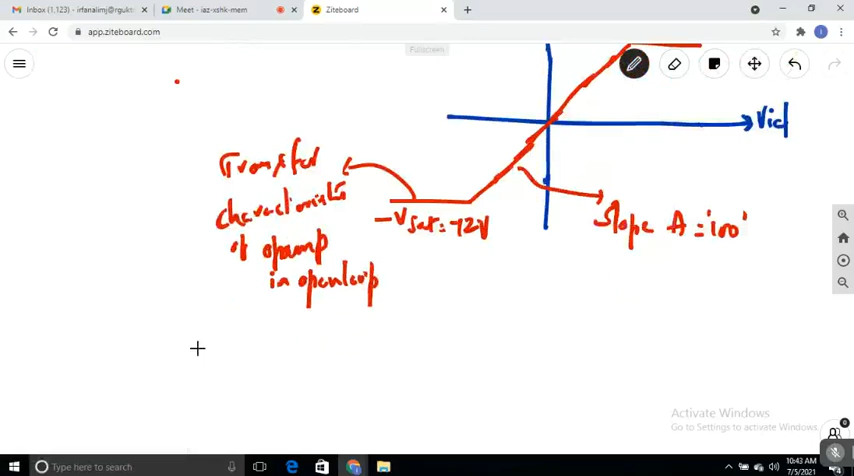 Inbox (1,123) - irfanalimj@rgukt
Meet - iaz-xshk-mem
Ziteboard
app.ziteboard.com
Fullscreen
Vid
Transfer
characteristics
of opamp
in openloop
-Vsat = -12V
Slope A = '100'
Activate Windows
Go to Settings to activate Windows.
Type here to search
10:43 AM
7/5/2021